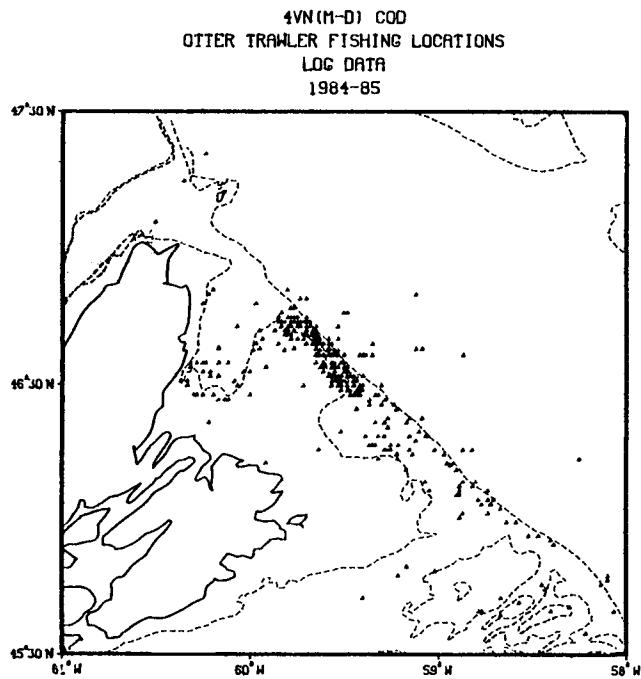 4VN(M-D) COD
OTTER TRAWLER FISHING LOCATIONS
LOG DATA
1984-85
47°30 N
46°30 N
45°30 N
61° W
60° W
59° W
58° W